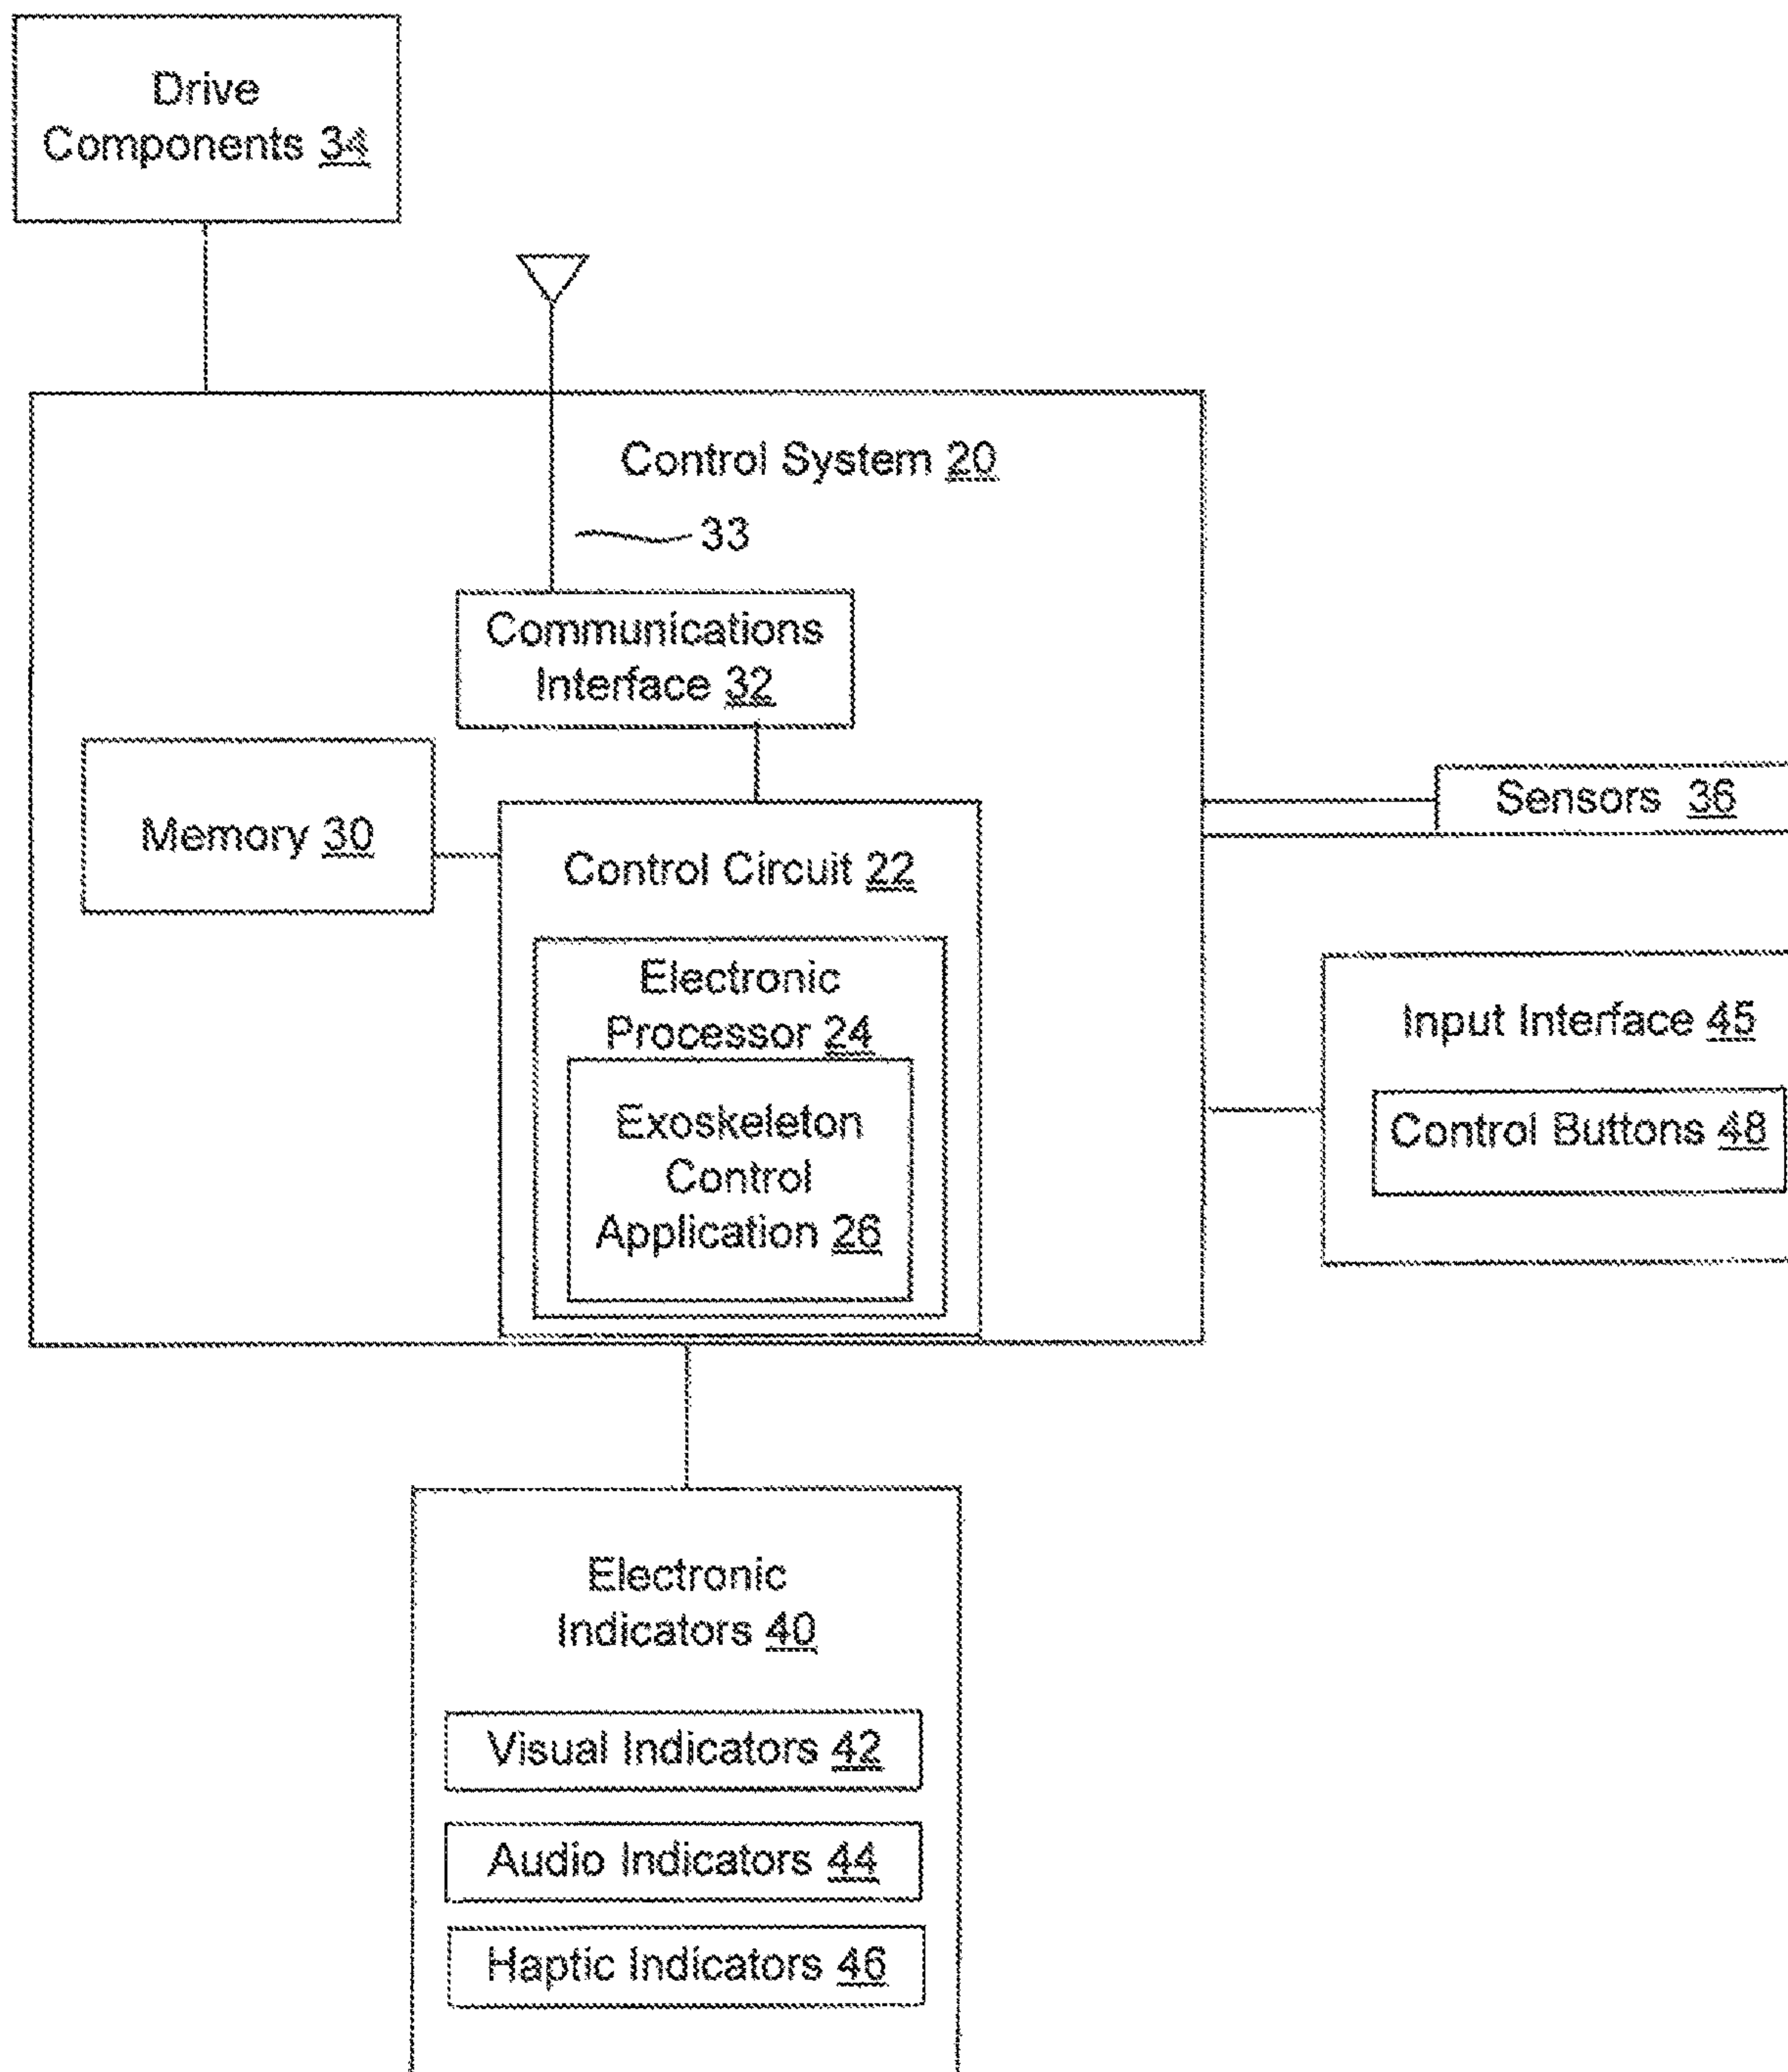 Drive
Components 34
Control System 20
33
Communications
Interface 32
Memory 30
Sensors 36
Control Circuit 22
Electronic
Processor 24
Input Interface 45
Control Buttons 48
Exoskeleton
Control
Application 26
Electronic
Indicators 40
Visual Indicators 42
Audio Indicators 44
Haptic Indicators 46